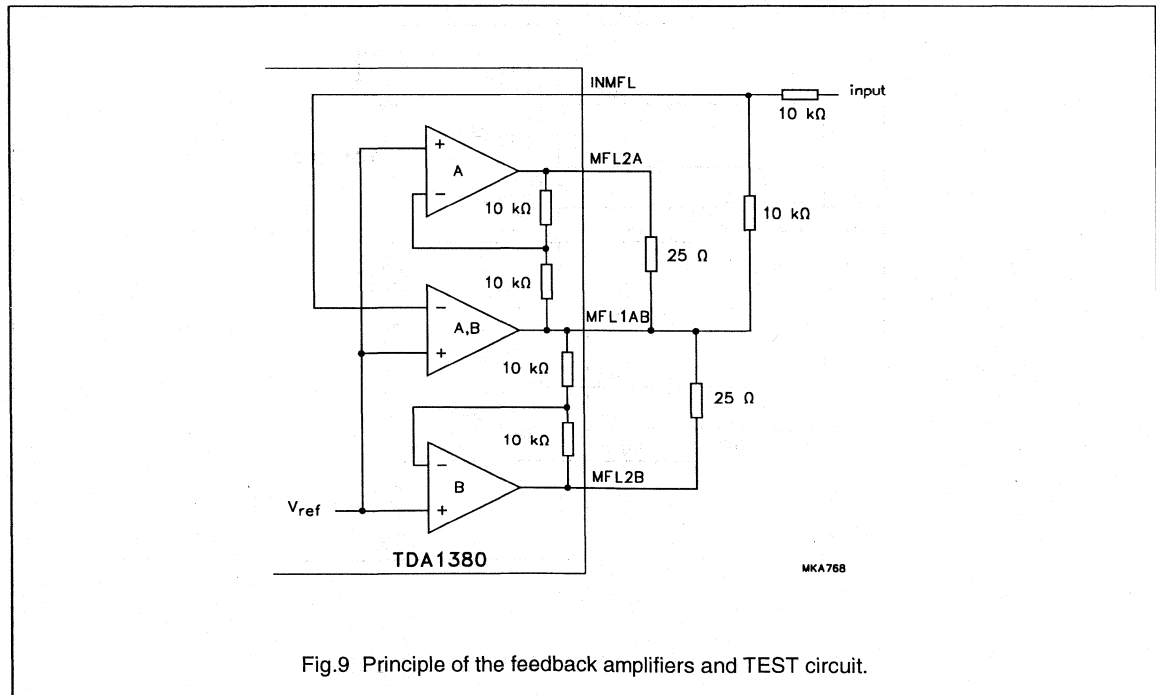 INMFL
input
10 kΩ
MFL2A
+
A
−
10 kΩ
10 kΩ
25 Ω
10 kΩ
MFL1AB
−
A,B
+
10 kΩ
25 Ω
10 kΩ
−
B
+
MFL2B
Vref
TDA1380
MKA768
Fig.9 Principle of the feedback amplifiers and TEST circuit.